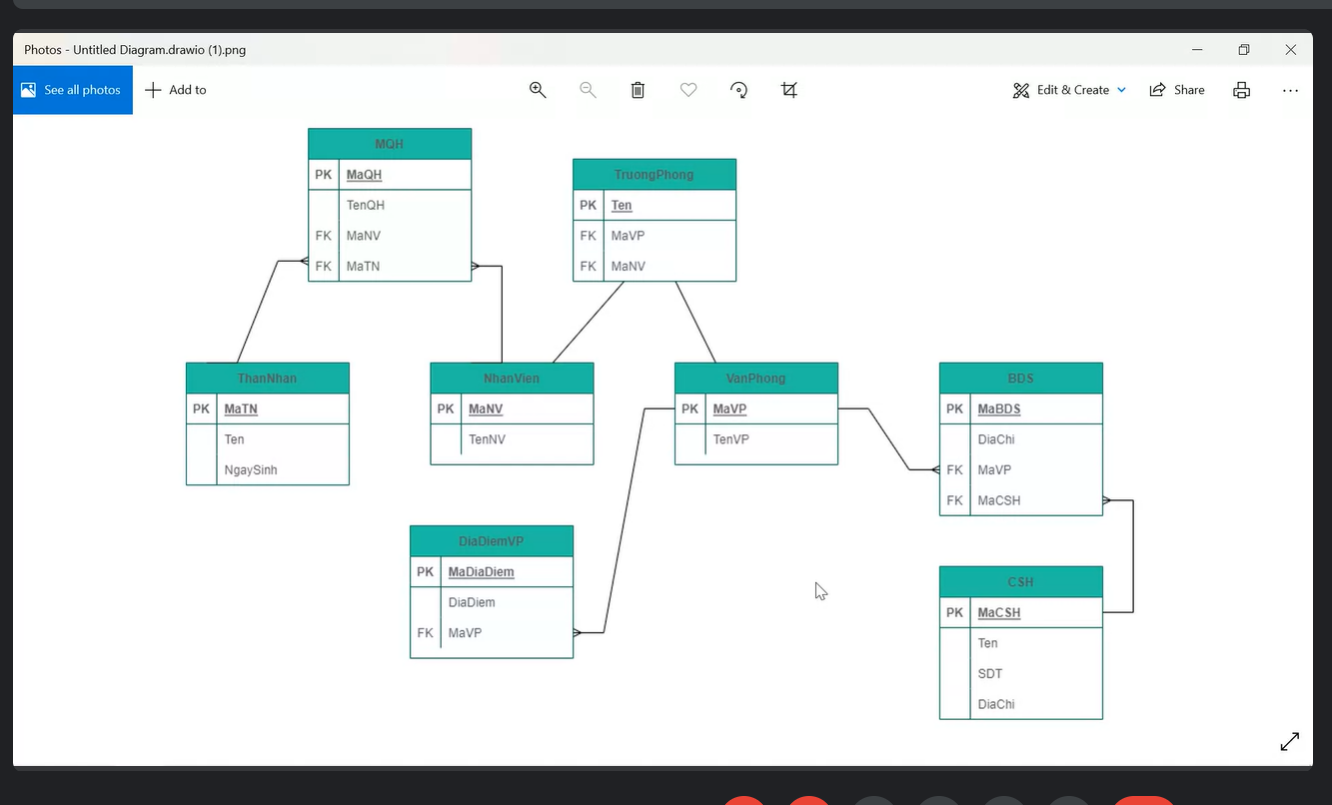 Photos - Untitled Diagram.drawio (1).png
See all photos
Add to
Edit & Create
Share
MQH
PK MaQH
TenQH
FK MaNV
FK MaTN
TruongPhong
PK Ten
FK MaVP
FK MaNV
ThanNhan
PK MaTN
Ten
NgaySinh
NhanVien
PK MaNV
TenNV
VanPhong
PK MaVP
TenVP
BDS
PK MaBDS
DiaChi
FK MaVP
FK MaCSH
DiaDiemVP
PK MaDiaDiem
DiaDiem
FK MaVP
CSH
PK MaCSH
Ten
SDT
DiaChi